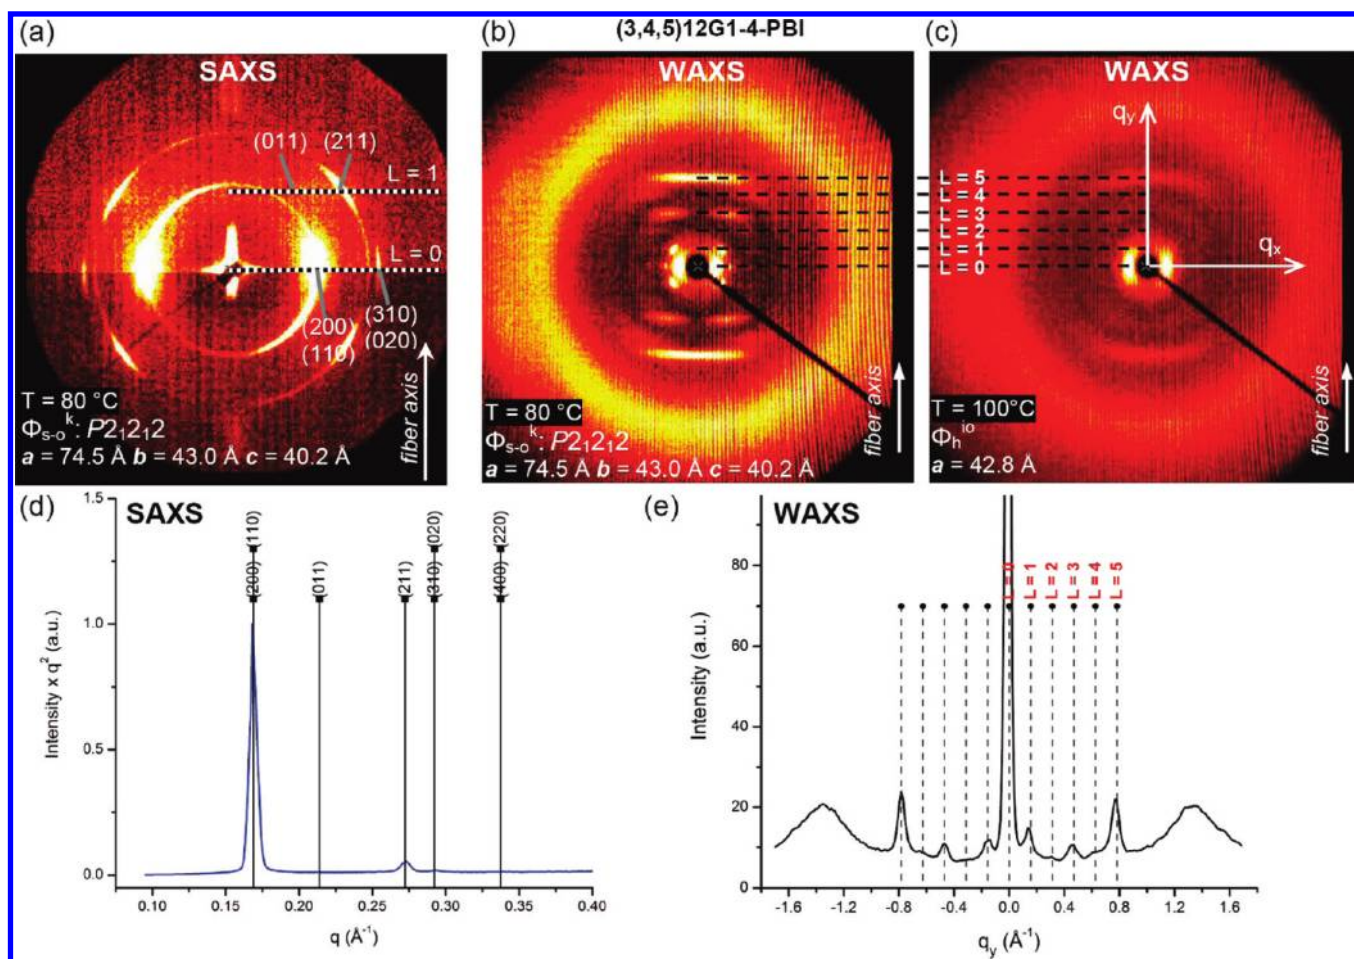 (3,4,5)12G1-4-PBI
(a)
SAXS
(011)
(211)
L = 1
L = 0
(200)
(110)
(310)
(020)
fiber axis
T = 80 °C
Φs-ok: P21212
a = 74.5 Å b = 43.0 Å c = 40.2 Å
(b)
WAXS
T = 80 °C
Φs-ok: P21212
a = 74.5 Å b = 43.0 Å c = 40.2 Å
fiber axis
(c)
WAXS
qy
qx
L = 5
L = 4
L = 3
L = 2
L = 1
L = 0
T = 100°C
Φhio
a = 42.8 Å
fiber axis
(d)
SAXS
(200) (110)
(011)
(211)
(310) (020)
(400) (220)
Intensity x q2 (a.u.)
1.5
1.0
0.5
0.0
0.10 0.15 0.20 0.25 0.30 0.35 0.40
q (Å-1)
(e)
WAXS
L = 0
L = 1
L = 2
L = 3
L = 4
L = 5
Intensity (a.u.)
80
60
40
20
0
-1.6 -1.2 -0.8 -0.4 0.0 0.4 0.8 1.2 1.6
qy (Å-1)